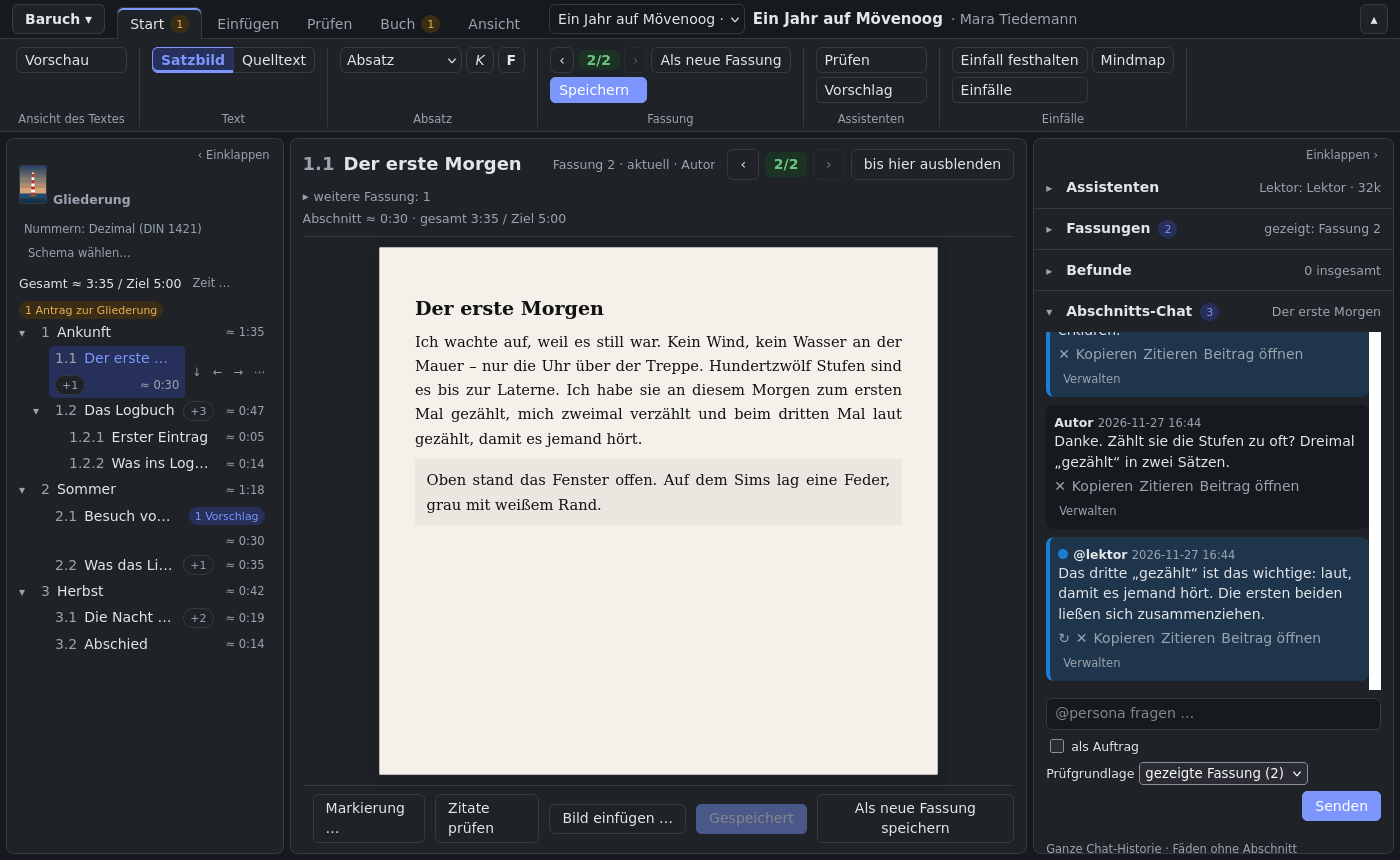 Baruch ▾
Start 1
Einfügen
Prüfen
Buch 1
Ansicht
Ein Jahr auf Mövenoog ·
Ein Jahr auf Mövenoog · Mara Tiedemann
▴
Vorschau
Ansicht des Textes
Satzbild Quelltext
Text
Absatz K F
Absatz
‹ 2/2 › Als neue Fassung
Speichern
Fassung
Prüfen
Vorschlag
Assistenten
Einfall festhalten Mindmap
Einfälle
Einfälle
‹ Einklappen
Gliederung
Nummern: Dezimal (DIN 1421)
Schema wählen…
Gesamt ≈ 3:35 / Ziel 5:00 Zeit …
1 Antrag zur Gliederung
▾ 1 Ankunft ≈ 1:35
1.1 Der erste …
+1 ≈ 0:30 ↓ ← → ⋯
▾ 1.2 Das Logbuch +3 ≈ 0:47
1.2.1 Erster Eintrag ≈ 0:05
1.2.2 Was ins Log… ≈ 0:14
▾ 2 Sommer ≈ 1:18
2.1 Besuch vo… 1 Vorschlag
≈ 0:30
2.2 Was das Li… +1 ≈ 0:35
▾ 3 Herbst ≈ 0:42
3.1 Die Nacht … +2 ≈ 0:19
3.2 Abschied ≈ 0:14
1.1 Der erste Morgen
Fassung 2 · aktuell · Autor ‹ 2/2 › bis hier ausblenden
▸ weitere Fassung: 1
Abschnitt ≈ 0:30 · gesamt 3:35 / Ziel 5:00
Der erste Morgen
Ich wachte auf, weil es still war. Kein Wind, kein Wasser an der
Mauer – nur die Uhr über der Treppe. Hundertzwölf Stufen sind
es bis zur Laterne. Ich habe sie an diesem Morgen zum ersten
Mal gezählt, mich zweimal verzählt und beim dritten Mal laut
gezählt, damit es jemand hört.
Oben stand das Fenster offen. Auf dem Sims lag eine Feder,
grau mit weißem Rand.
Markierung
…
Zitate
prüfen
Bild einfügen …
Gespeichert
Als neue Fassung
speichern
Einklappen ›
▸ Assistenten Lektor: Lektor · 32k
▸ Fassungen 2 gezeigt: Fassung 2
▸ Befunde 0 insgesamt
▾ Abschnitts-Chat 3 Der erste Morgen
erklären.
✕ Kopieren Zitieren Beitrag öffnen
Verwalten
Autor 2026-11-27 16:44
Danke. Zählt sie die Stufen zu oft? Dreimal
„gezählt“ in zwei Sätzen.
✕ Kopieren Zitieren Beitrag öffnen
Verwalten
@lektor 2026-11-27 16:44
Das dritte „gezählt“ ist das wichtige: laut,
damit es jemand hört. Die ersten beiden
ließen sich zusammenziehen.
↻ ✕ Kopieren Zitieren Beitrag öffnen
Verwalten
@persona fragen …
als Auftrag
Prüfgrundlage gezeigte Fassung (2)
Senden
Ganze Chat-Historie · Fäden ohne Abschnitt